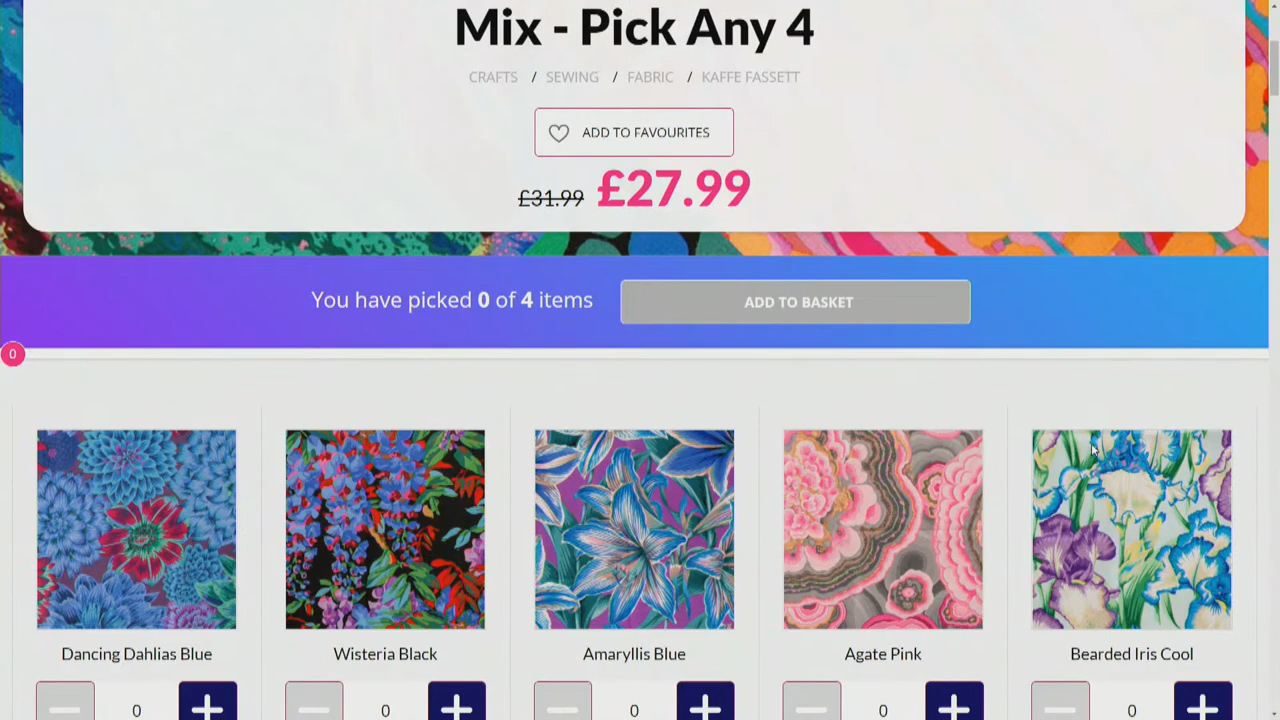 Mix - Pick Any 4
CRAFTS / SEWING / FABRIC / KAFFE FASSETT
ADD TO FAVOURITES
£31.99 £27.99
You have picked 0 of 4 items
ADD TO BASKET
0
Dancing Dahlias Blue
Wisteria Black
Amaryllis Blue
Agate Pink
Bearded Iris Cool
0
0
0
0
0